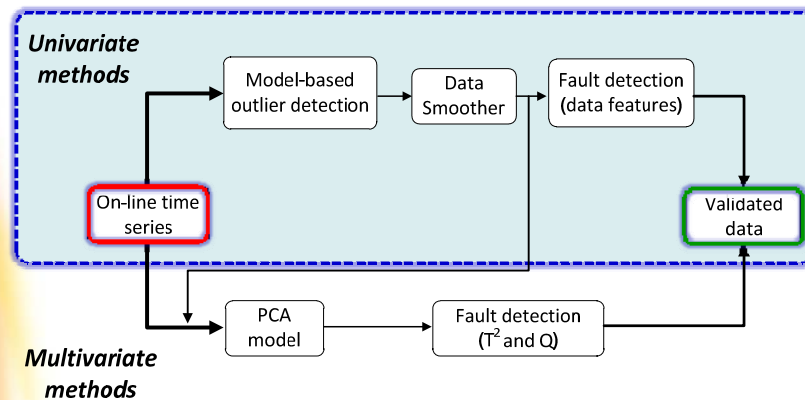 Univariate
methods
Model-based
outlier detection
Data
Smoother
Fault detection
(data features)
On-line time
series
Validated
data
PCA
model
Fault detection
(T² and Q)
Multivariate
methods